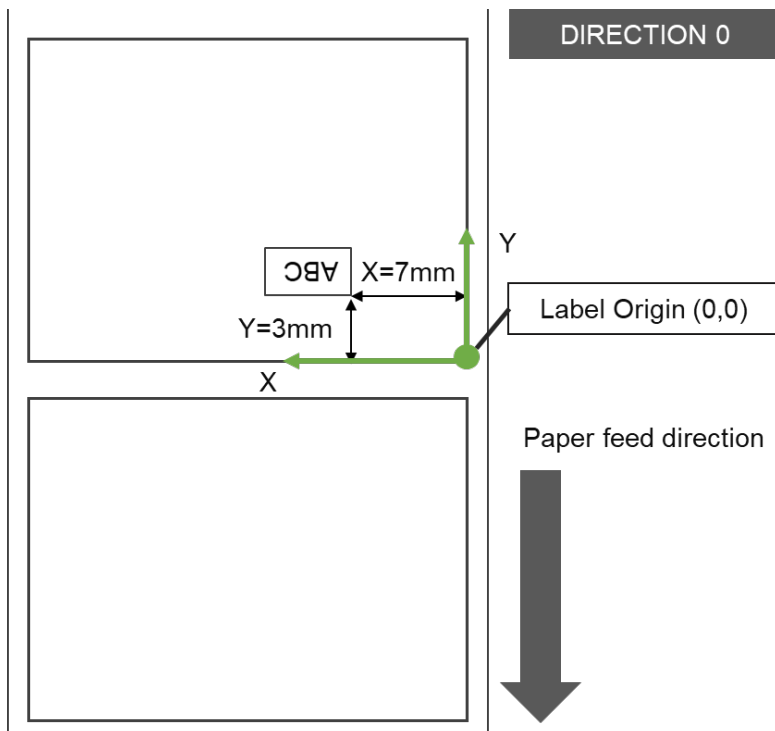 DIRECTION 0
Y
ABC
X=7mm
Label Origin (0,0)
Y=3mm
X
Paper feed direction